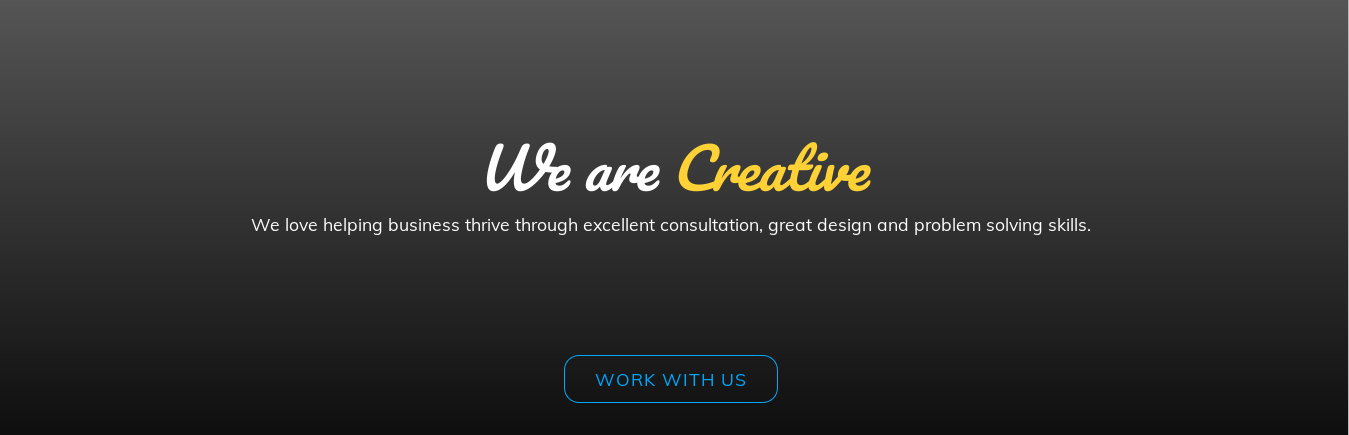 We are Creative
We love helping business thrive through excellent consultation, great design and problem solving skills.
WORK WITH US